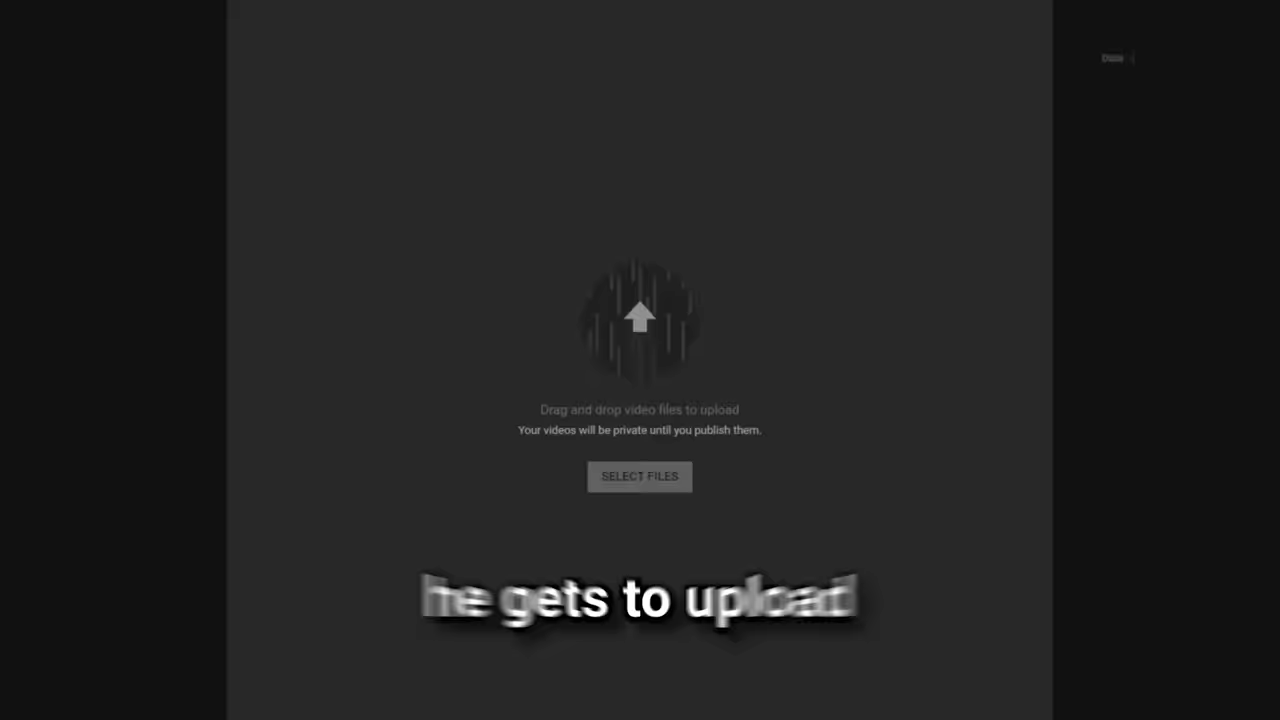 Drag and drop video files to upload
Your videos will be private until you publish them.
SELECT FILES
he gets to upload